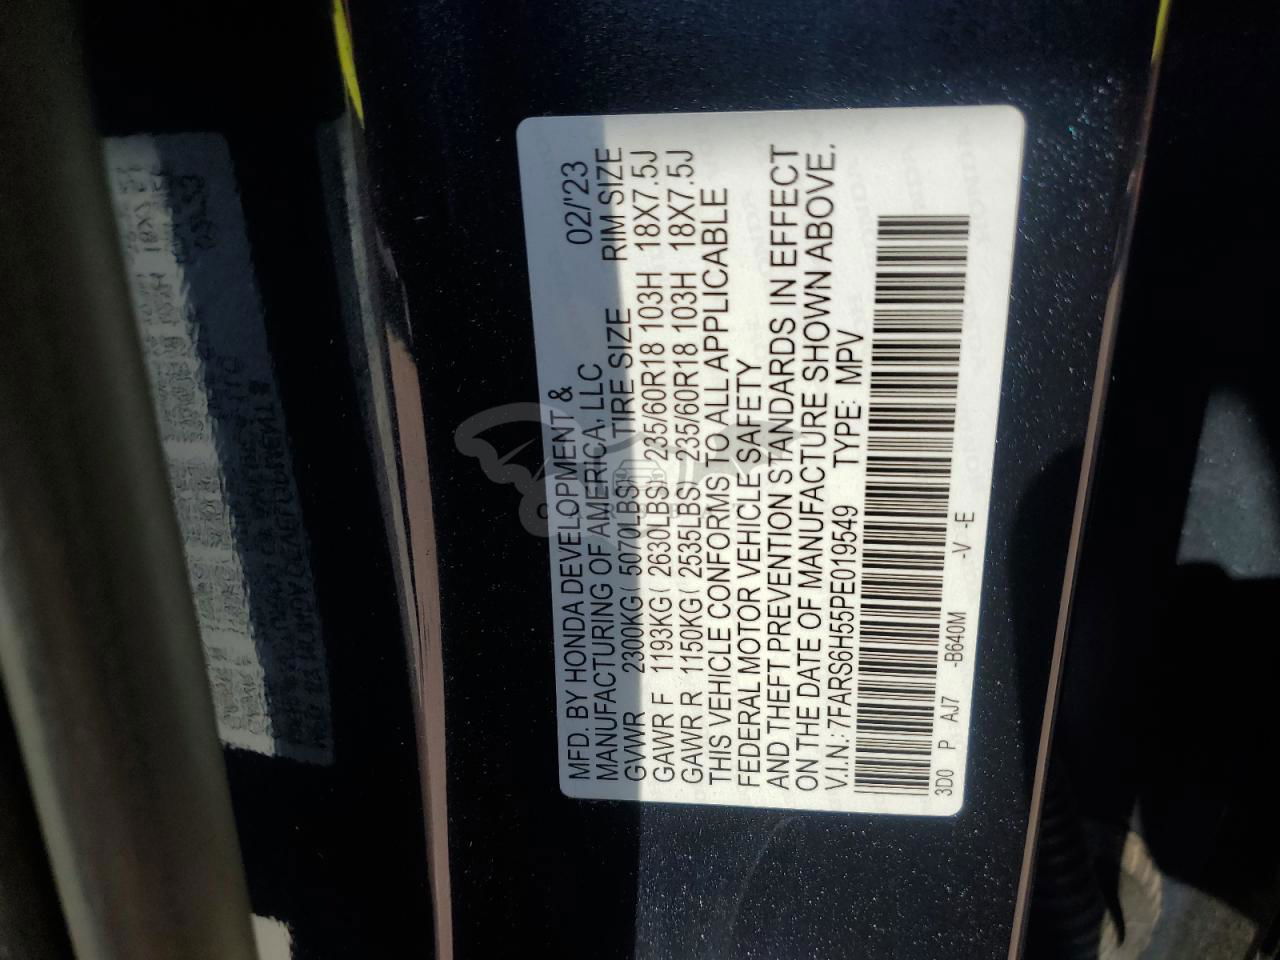 MFD. BY HONDA DEVELOPMENT & 02/'23
MANUFACTURING OF AMERICA, LLC
GVWR 2300KG( 5070LBS) TIRE SIZE RIM SIZE
GAWR F 1193KG( 2630LBS) 235/60R18 103H 18X7.5J
GAWR R 1150KG( 2535LBS) 235/60R18 103H 18X7.5J
THIS VEHICLE CONFORMS TO ALL APPLICABLE
FEDERAL MOTOR VEHICLE SAFETY
AND THEFT PREVENTION STANDARDS IN EFFECT
ON THE DATE OF MANUFACTURE SHOWN ABOVE.
V.I.N: 7FARS6H55PE019549 TYPE: MPV
3D0 P AJ7 -B640M -V -E